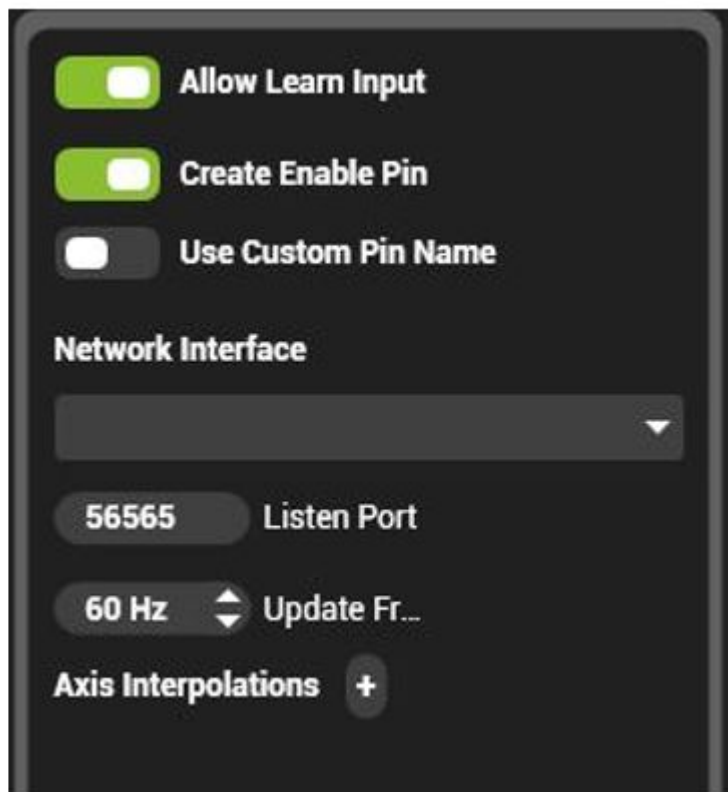 Allow Learn Input
Create Enable Pin
Use Custom Pin Name
Network Interface
56565 Listen Port
60 Hz Update Fr...
Axis Interpolations +